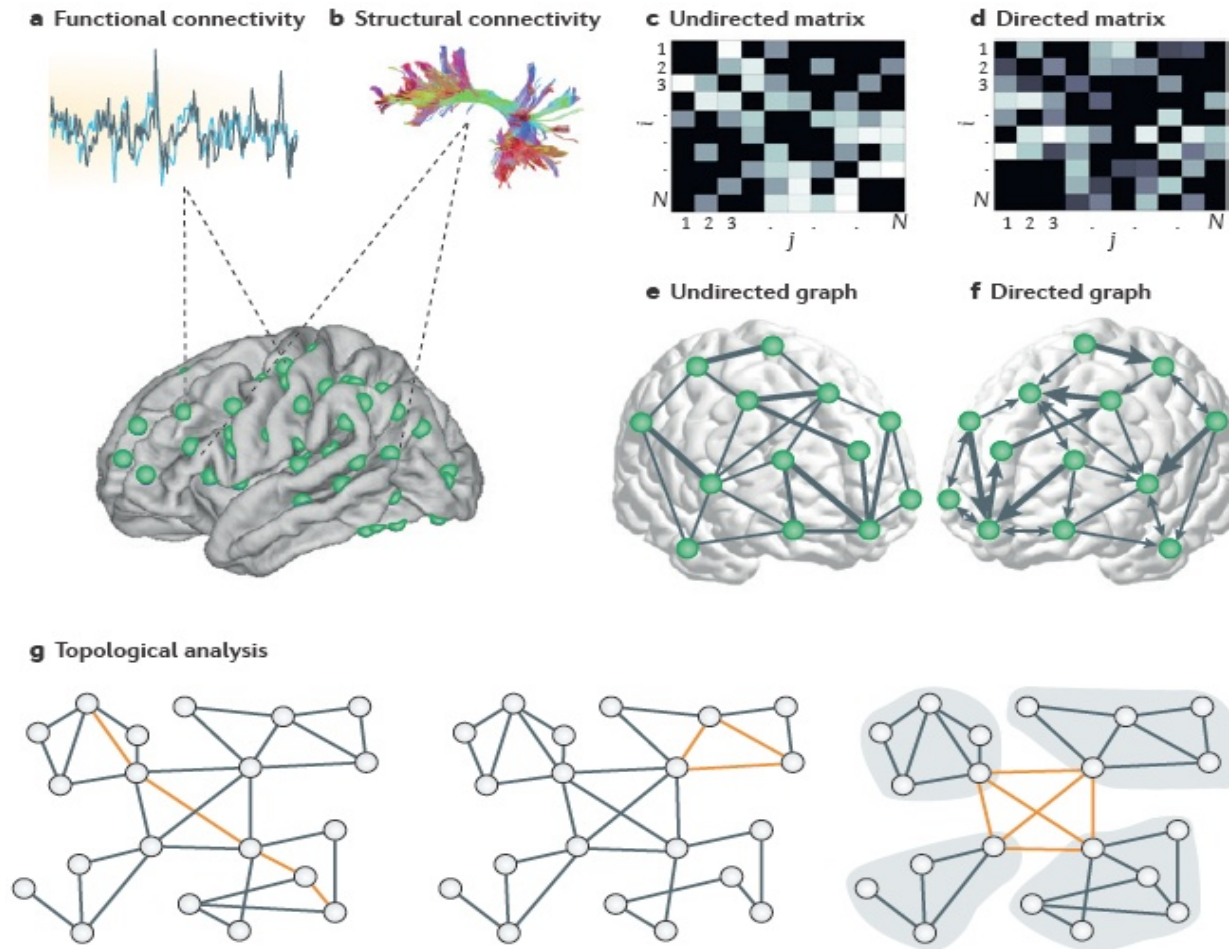 a Functional connectivity
b Structural connectivity
c Undirected matrix
1
2
3
.
.
.
N
i
1 2 3 . . . N
j
d Directed matrix
1
2
3
.
.
.
N
i
1 2 3 . . . N
j
e Undirected graph
f Directed graph
g Topological analysis